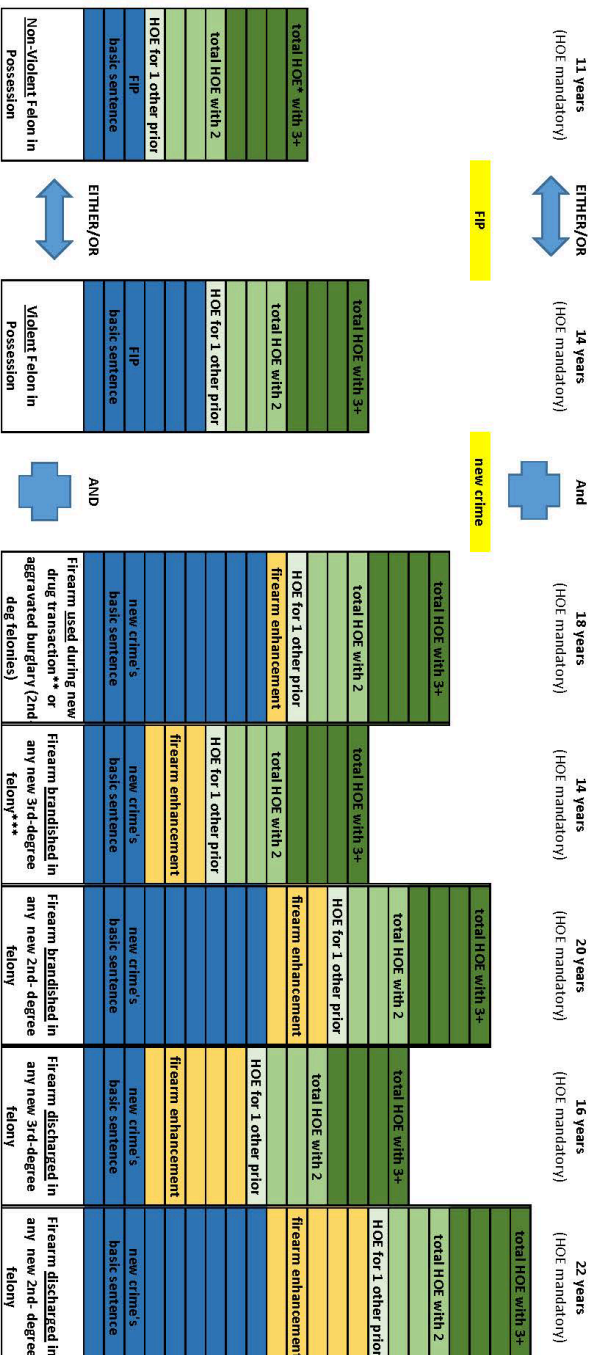 11 years
(HOE mandatory)
EITHER/OR
14 years
(HOE mandatory)
And
18 years
(HOE mandatory)
14 years
(HOE mandatory)
20 years
(HOE mandatory)
16 years
(HOE mandatory)
22 years
(HOE mandatory)
FIP
new crime
total HOE* with 3+
total HOE with 2
HOE for 1 other prior
FIP
basic sentence
Non-Violent Felon in
Possession
EITHER/OR
total HOE with 3+
total HOE with 2
HOE for 1 other prior
FIP
basic sentence
Violent Felon in
Possession
AND
total HOE with 3+
total HOE with 2
HOE for 1 other prior
firearm enhancement
new crime's
basic sentence
Firearm used during new
drug transaction** or
aggravated burglary (2nd-
deg felonies)
total HOE with 3+
total HOE with 2
HOE for 1 other prior
firearm enhancement
new crime's
basic sentence
Firearm brandished in
any new 3rd-degree
felony***
total HOE with 3+
total HOE with 2
HOE for 1 other prior
firearm enhancement
new crime's
basic sentence
Firearm brandished in
any new 2nd- degree
felony
total HOE with 3+
total HOE with 2
HOE for 1 other prior
firearm enhancement
new crime's
basic sentence
Firearm discharged in
any new 3rd-degree
felony
total HOE with 3+
total HOE with 2
HOE for 1 other prior
firearm enhancement
new crime's
basic sentence
Firearm discharged in
any new 2nd- degree
felony